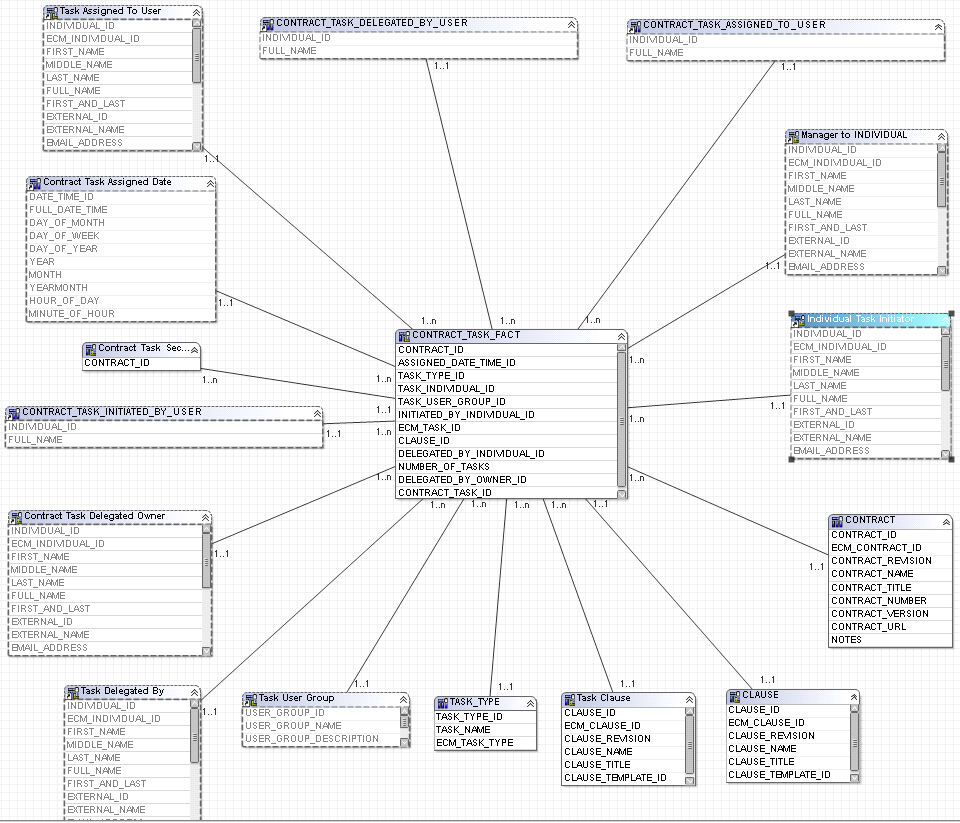 Task Assigned To User
INDIVIDUAL_ID
ECM_INDIVIDUAL_ID
FIRST_NAME
MIDDLE_NAME
LAST_NAME
FULL_NAME
FIRST_AND_LAST
EXTERNAL_ID
EXTERNAL_NAME
EMAIL_ADDRESS
1..1
CONTRACT_TASK_DELEGATED_BY_USER
INDIVIDUAL_ID
FULL_NAME
1..1
CONTRACT_TASK_ASSIGNED_TO_USER
INDIVIDUAL_ID
FULL_NAME
1..1
Manager to INDIVIDUAL
INDIVIDUAL_ID
ECM_INDIVIDUAL_ID
FIRST_NAME
MIDDLE_NAME
LAST_NAME
FULL_NAME
FIRST_AND_LAST
EXTERNAL_ID
EXTERNAL_NAME
EMAIL_ADDRESS
1..1
Contract Task Assigned Date
DATE_TIME_ID
FULL_DATE_TIME
DAY_OF_MONTH
DAY_OF_WEEK
DAY_OF_YEAR
YEAR
MONTH
YEARMONTH
HOUR_OF_DAY
MINUTE_OF_HOUR
1..1
Contract Task Sec...
CONTRACT_ID
1..n
CONTRACT_TASK_INITIATED_BY_USER
INDIVIDUAL_ID
FULL_NAME
1..1
1..n
1..n
1..n
CONTRACT_TASK_FACT
CONTRACT_ID
ASSIGNED_DATE_TIME_ID
TASK_TYPE_ID
TASK_INDIVIDUAL_ID
TASK_USER_GROUP_ID
INITIATED_BY_INDIVIDUAL_ID
ECM_TASK_ID
CLAUSE_ID
DELEGATED_BY_INDIVIDUAL_ID
NUMBER_OF_TASKS
DELEGATED_BY_OWNER_ID
CONTRACT_TASK_ID
1..n
1..1
1..n
1..n
1..n
1..n
1..n
1..n
1..n
1..n
1..n
1..1
Individual Task Initiator
INDIVIDUAL_ID
ECM_INDIVIDUAL_ID
FIRST_NAME
MIDDLE_NAME
LAST_NAME
FULL_NAME
FIRST_AND_LAST
EXTERNAL_ID
EXTERNAL_NAME
EMAIL_ADDRESS
1..1
Contract Task Delegated Owner
INDIVIDUAL_ID
ECM_INDIVIDUAL_ID
FIRST_NAME
MIDDLE_NAME
LAST_NAME
FULL_NAME
FIRST_AND_LAST
EXTERNAL_ID
EXTERNAL_NAME
EMAIL_ADDRESS
1..1
CONTRACT
CONTRACT_ID
ECM_CONTRACT_ID
CONTRACT_REVISION
CONTRACT_NAME
CONTRACT_TITLE
CONTRACT_NUMBER
CONTRACT_VERSION
CONTRACT_URL
NOTES
1..1
Task Delegated By
INDIVIDUAL_ID
ECM_INDIVIDUAL_ID
FIRST_NAME
MIDDLE_NAME
LAST_NAME
FULL_NAME
FIRST_AND_LAST
EXTERNAL_ID
EXTERNAL_NAME
1..1
Task User Group
USER_GROUP_ID
USER_GROUP_NAME
USER_GROUP_DESCRIPTION
1..1
TASK_TYPE
TASK_TYPE_ID
TASK_NAME
ECM_TASK_TYPE
1..1
Task Clause
CLAUSE_ID
ECM_CLAUSE_ID
CLAUSE_REVISION
CLAUSE_NAME
CLAUSE_TITLE
CLAUSE_TEMPLATE_ID
1..1
CLAUSE
CLAUSE_ID
ECM_CLAUSE_ID
CLAUSE_REVISION
CLAUSE_NAME
CLAUSE_TITLE
CLAUSE_TEMPLATE_ID
1..1